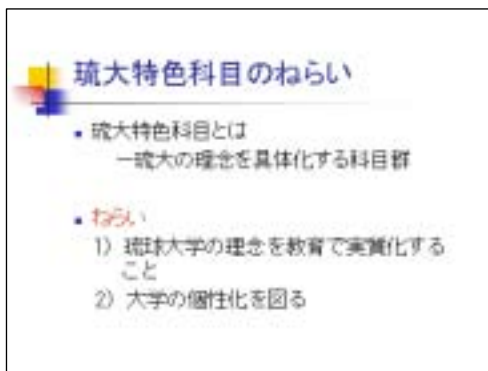 琉大特色科目のねらい
琉大特色科目とは
ー琉大の理念を具体化する科目群
ねらい
1) 琉球大学の理念を教育で実質化する
こと
2) 大学の個性化を図る